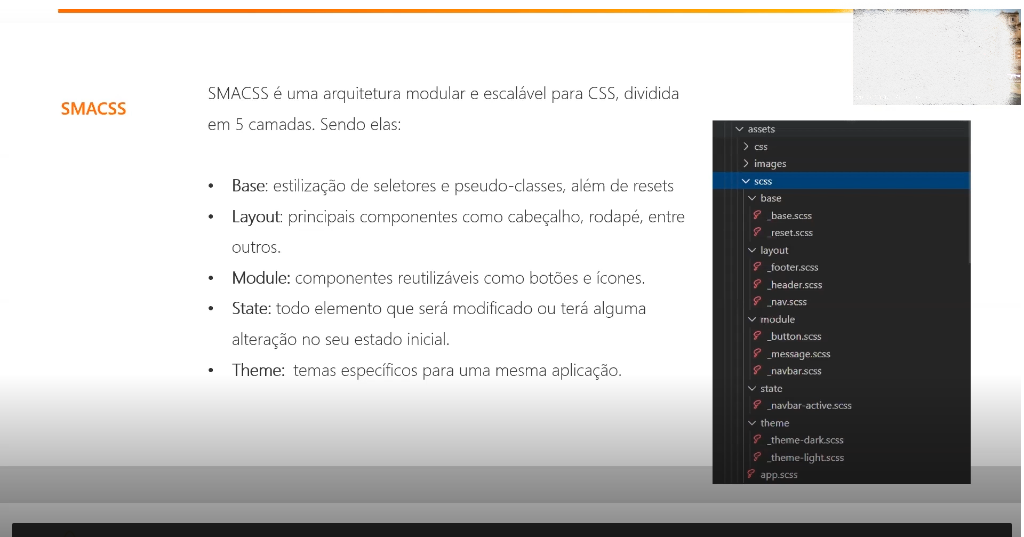 SMACSS
SMACSS é uma arquitetura modular e escalável para CSS, dividida
em 5 camadas. Sendo elas:
• Base: estilização de seletores e pseudo-classes, além de resets
• Layout: principais componentes como cabeçalho, rodapé, entre
outros.
• Module: componentes reutilizáveis como botões e ícones.
• State: todo elemento que será modificado ou terá alguma
alteração no seu estado inicial.
• Theme: temas específicos para uma mesma aplicação.
assets
css
images
scss
base
_base.scss
_reset.scss
layout
_footer.scss
_header.scss
_nav.scss
module
_button.scss
_message.scss
_navbar.scss
state
_navbar-active.scss
theme
_theme-dark.scss
_theme-light.scss
app.scss